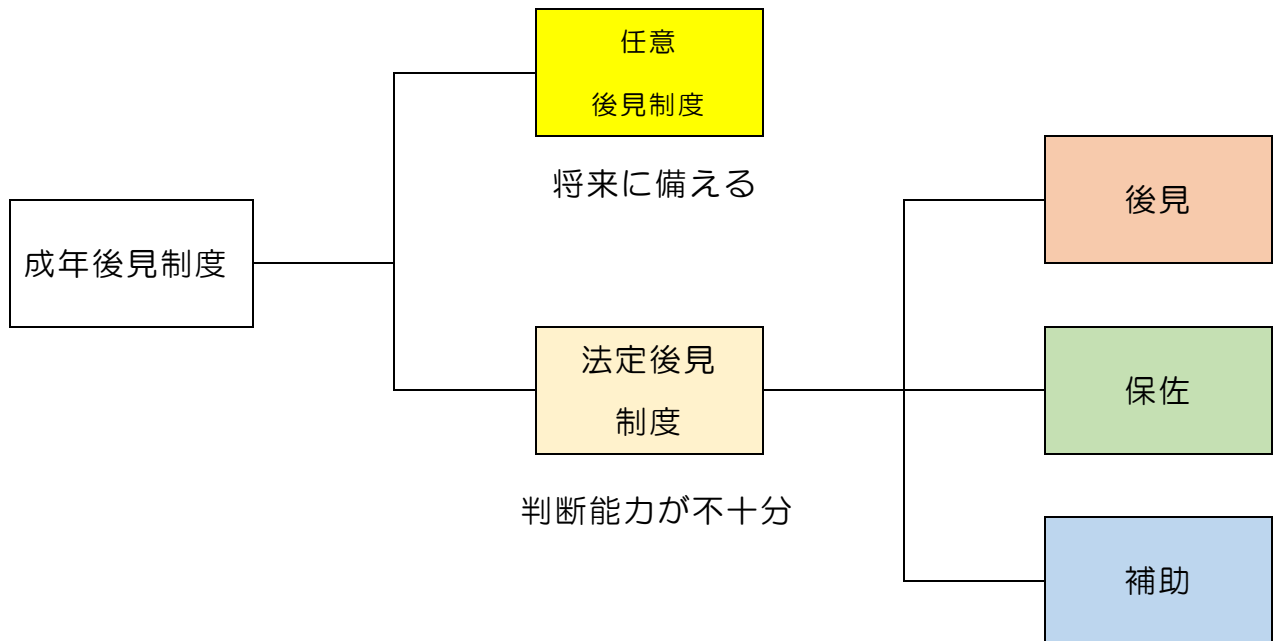 任意
後見制度
将来に備える
後見
成年後見制度
法定後見
制度
保佐
判断能力が不十分
補助